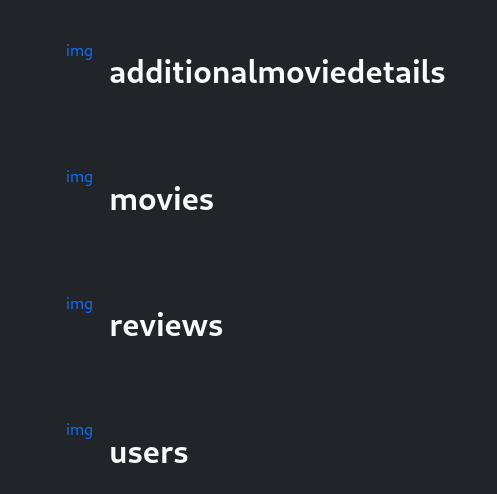 img
additionalmoviedetails
img
movies
img
reviews
img
users